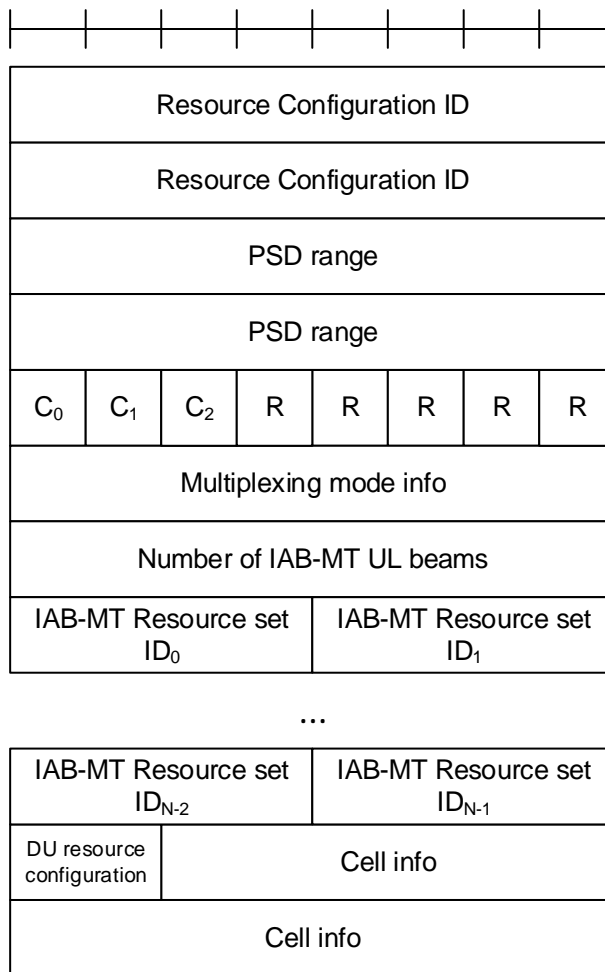 Resource Configuration ID
Resource Configuration ID
PSD range
PSD range
C₀ C₁ C₂ R R R R R
Multiplexing mode info
Number of IAB-MT UL beams
IAB-MT Resource set IAB-MT Resource set
ID₀ ID₁
...
IAB-MT Resource set IAB-MT Resource set
ID_N-2 ID_N-1
DU resource
configuration
Cell info
Cell info